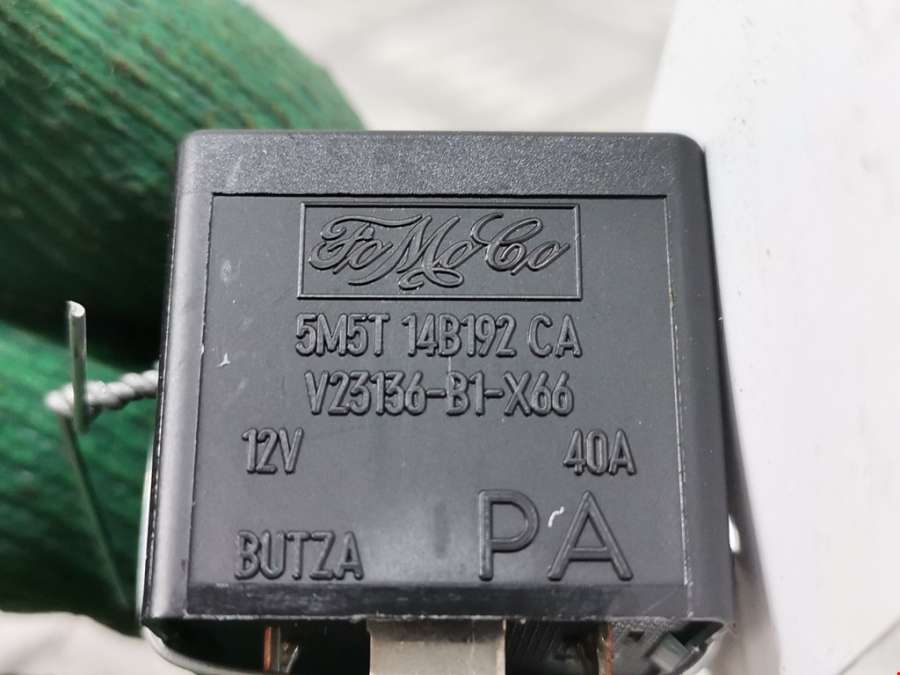 FoMoCo
5M5T 14B192 CA
V23136-B1-X66
12V 40A
BUTZA PA